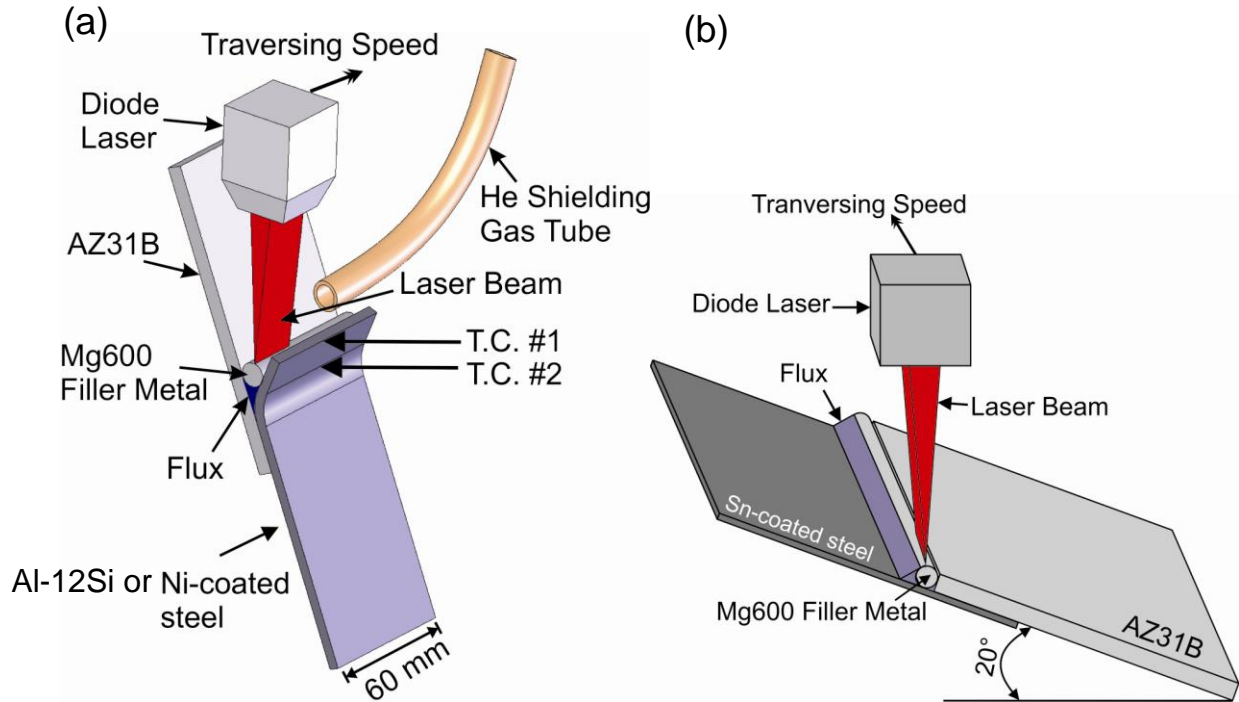 (a)
Traversing Speed
Diode
Laser
He Shielding
Gas Tube
AZ31B
Laser Beam
T.C. #1
Mg600
Filler Metal
T.C. #2
Flux
Al-12Si or Ni-coated
steel
60 mm
(b)
Tranversing Speed
Diode Laser
Flux
Laser Beam
Sn-coated steel
Mg600 Filler Metal
AZ31B
20°